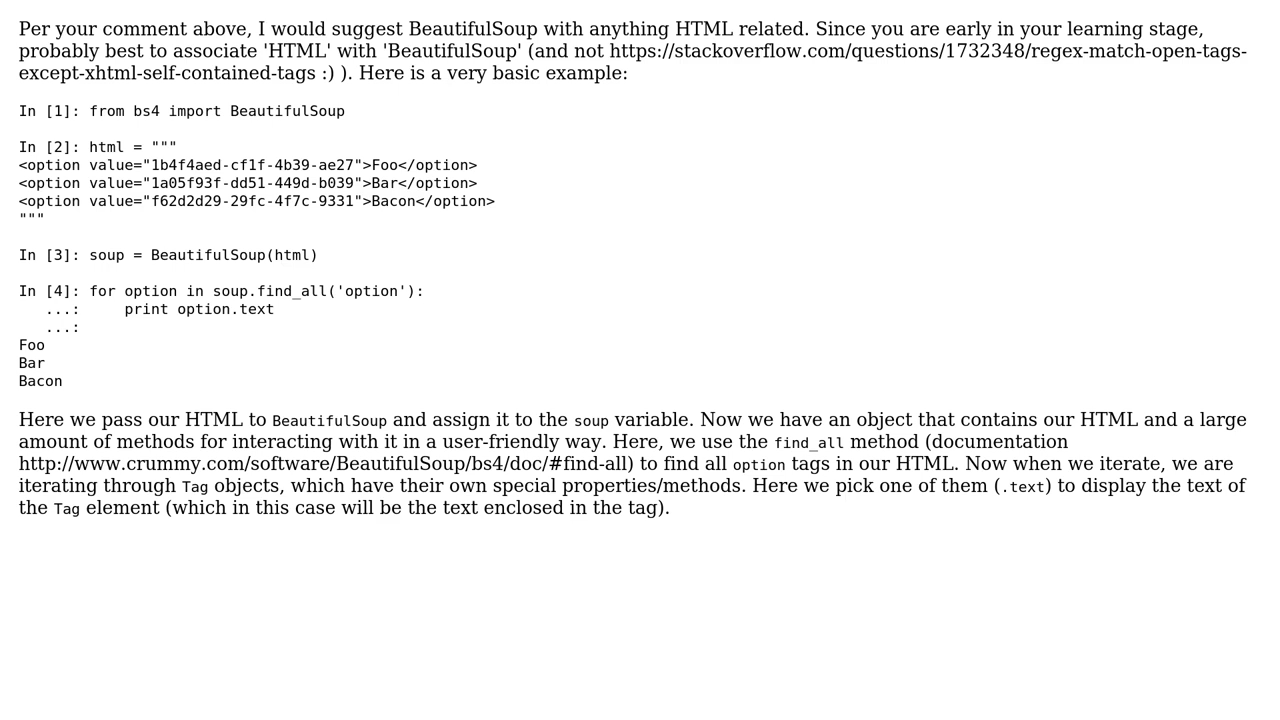 Per your comment above, I would suggest BeautifulSoup with anything HTML related. Since you are early in your learning stage,
probably best to associate 'HTML' with 'BeautifulSoup' (and not https://stackoverflow.com/questions/1732348/regex-match-open-tags-
except-xhtml-self-contained-tags :) ). Here is a very basic example:
In [1]: from bs4 import BeautifulSoup
In [2]: html = """
<option value="1b4f4aed-cf1f-4b39-ae27">Foo</option>
<option value="1a05f93f-dd51-449d-b039">Bar</option>
<option value="f62d2d29-29fc-4f7c-9331">Bacon</option>
"""
In [3]: soup = BeautifulSoup(html)
In [4]: for option in soup.find_all('option'):
   ...:     print option.text
   ...:
Foo
Bar
Bacon
Here we pass our HTML to BeautifulSoup and assign it to the soup variable. Now we have an object that contains our HTML and a large
amount of methods for interacting with it in a user-friendly way. Here, we use the find_all method (documentation
http://www.crummy.com/software/BeautifulSoup/bs4/doc/#find-all) to find all option tags in our HTML. Now when we iterate, we are
iterating through Tag objects, which have their own special properties/methods. Here we pick one of them (.text) to display the text of
the Tag element (which in this case will be the text enclosed in the tag).